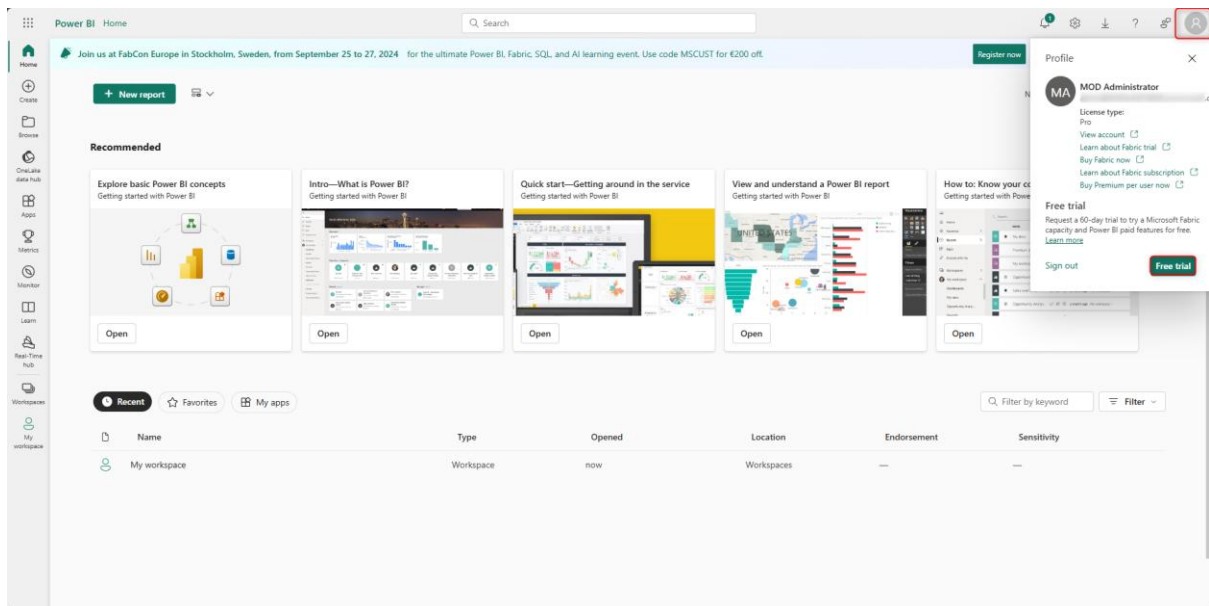 Power BI Home
Search
1
?
Join us at FabCon Europe in Stockholm, Sweden, from September 25 to 27, 2024 for the ultimate Power BI, Fabric, SQL, and AI learning event. Use code MSCUST for €200 off.
Register now
Home
Create
Browse
OneLake
data hub
Apps
Metrics
Monitor
Learn
Real-Time
hub
Workspaces
My
workspace
+ New report
N
Profile
MA
MOD Administrator
License type:
Pro
View account
Learn about Fabric trial
Buy Fabric now
Learn about Fabric subscription
Buy Premium per user now
Free trial
Request a 60-day trial to try a Microsoft Fabric
capacity and Power BI paid features for free.
Learn more
Sign out
Free trial
Recommended
Explore basic Power BI concepts
Getting started with Power BI
Open
Intro—What is Power BI?
Getting started with Power BI
Open
Quick start—Getting around in the service
Getting started with Power BI
Open
View and understand a Power BI report
Getting started with Power BI
UNITED STATES
Open
How to: Know your co
Getting started with Powe
Open
Recent
Favorites
My apps
Filter by keyword
Filter
Name Type Opened Location Endorsement Sensitivity
My workspace Workspace now Workspaces — —